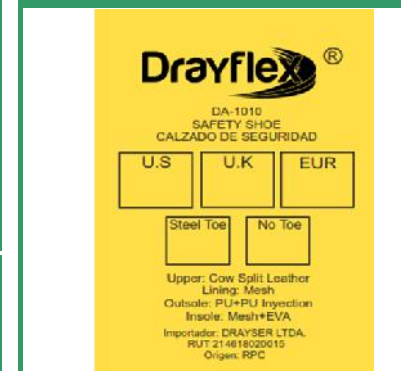 Drayflex®
DA-1010
SAFETY SHOE
CALZADO DE SEGURIDAD
U.S U.K EUR
Steel Toe No Toe
Upper: Cow Split Leather
Lining: Mesh
Outsole: PU+PU Inyection
Insole: Mesh+EVA
Importador: DRAYSER LTDA.
RUT 214618020015
Origen: RPC